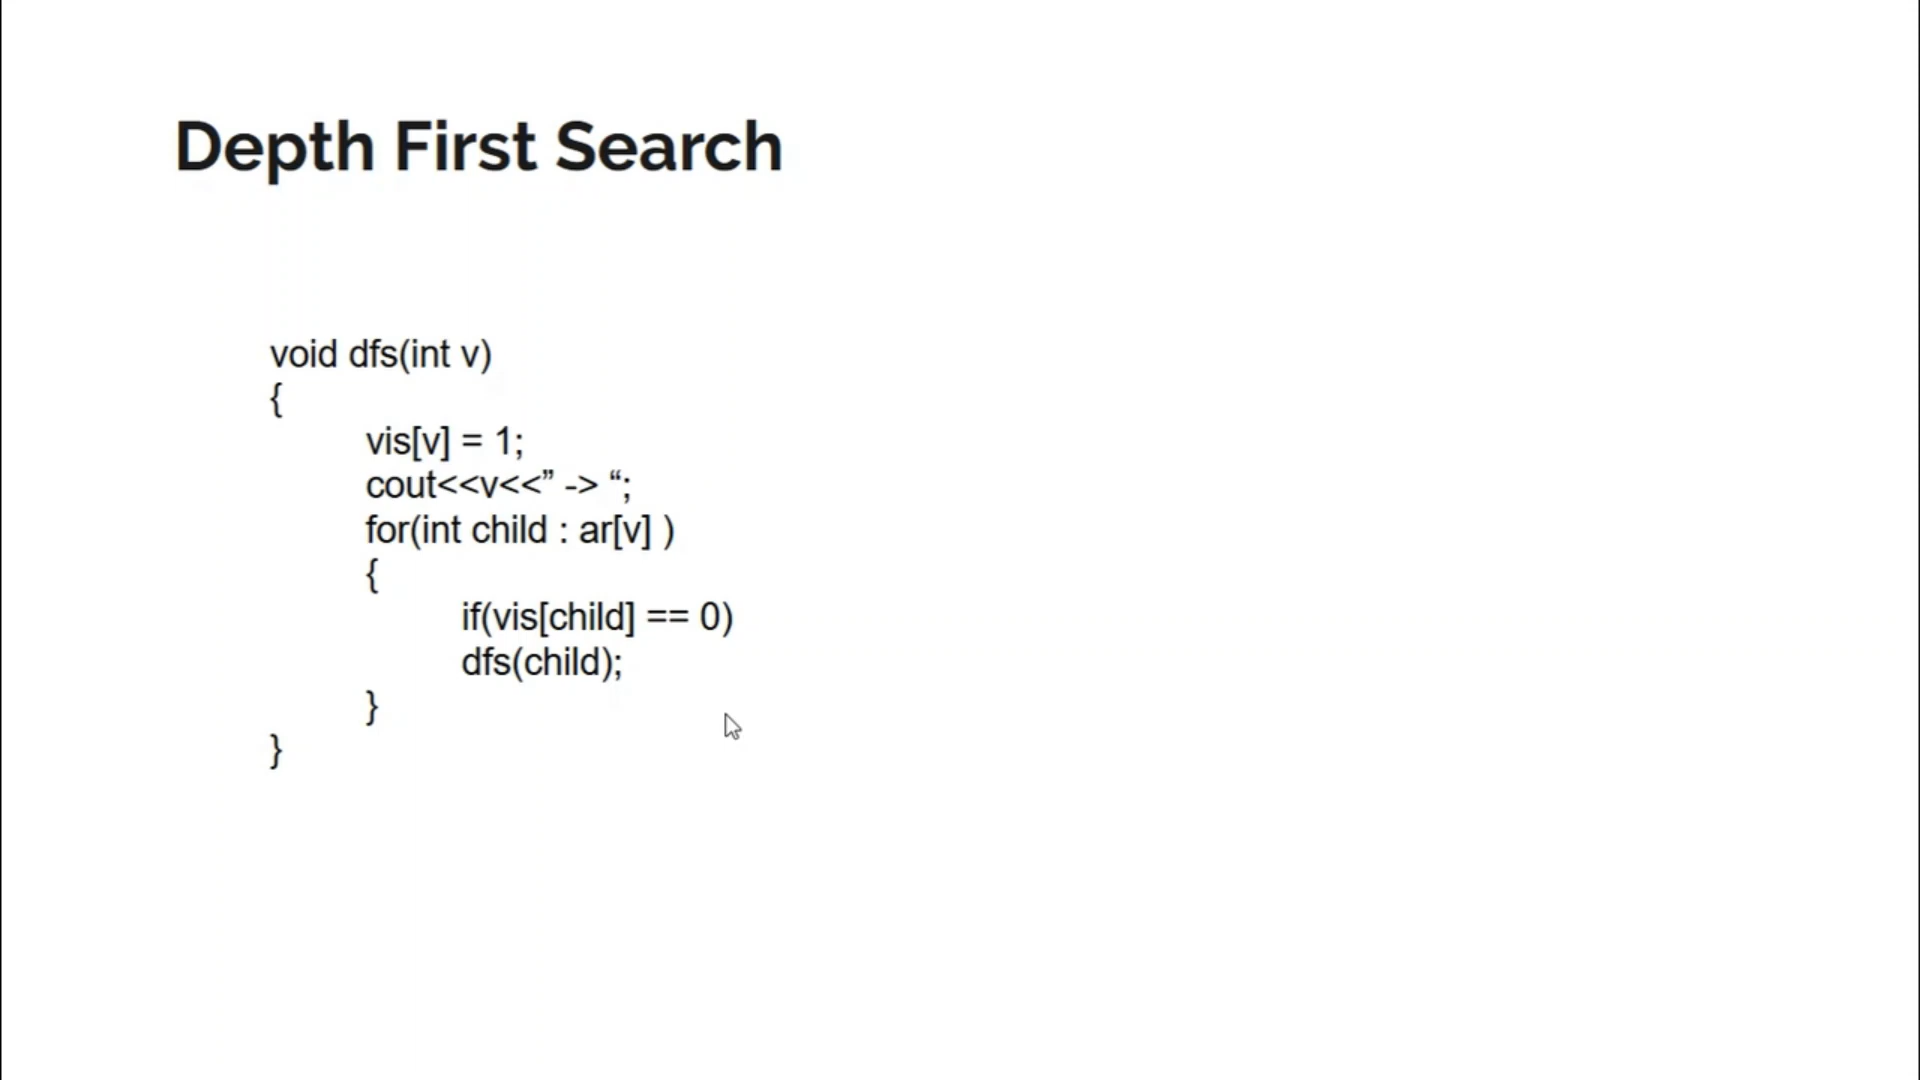 Depth First Search
void dfs(int v)
{
vis[v] = 1;
cout<<v<<” -> “;
for(int child : ar[v] )
{
if(vis[child] == 0)
dfs(child);
}
}